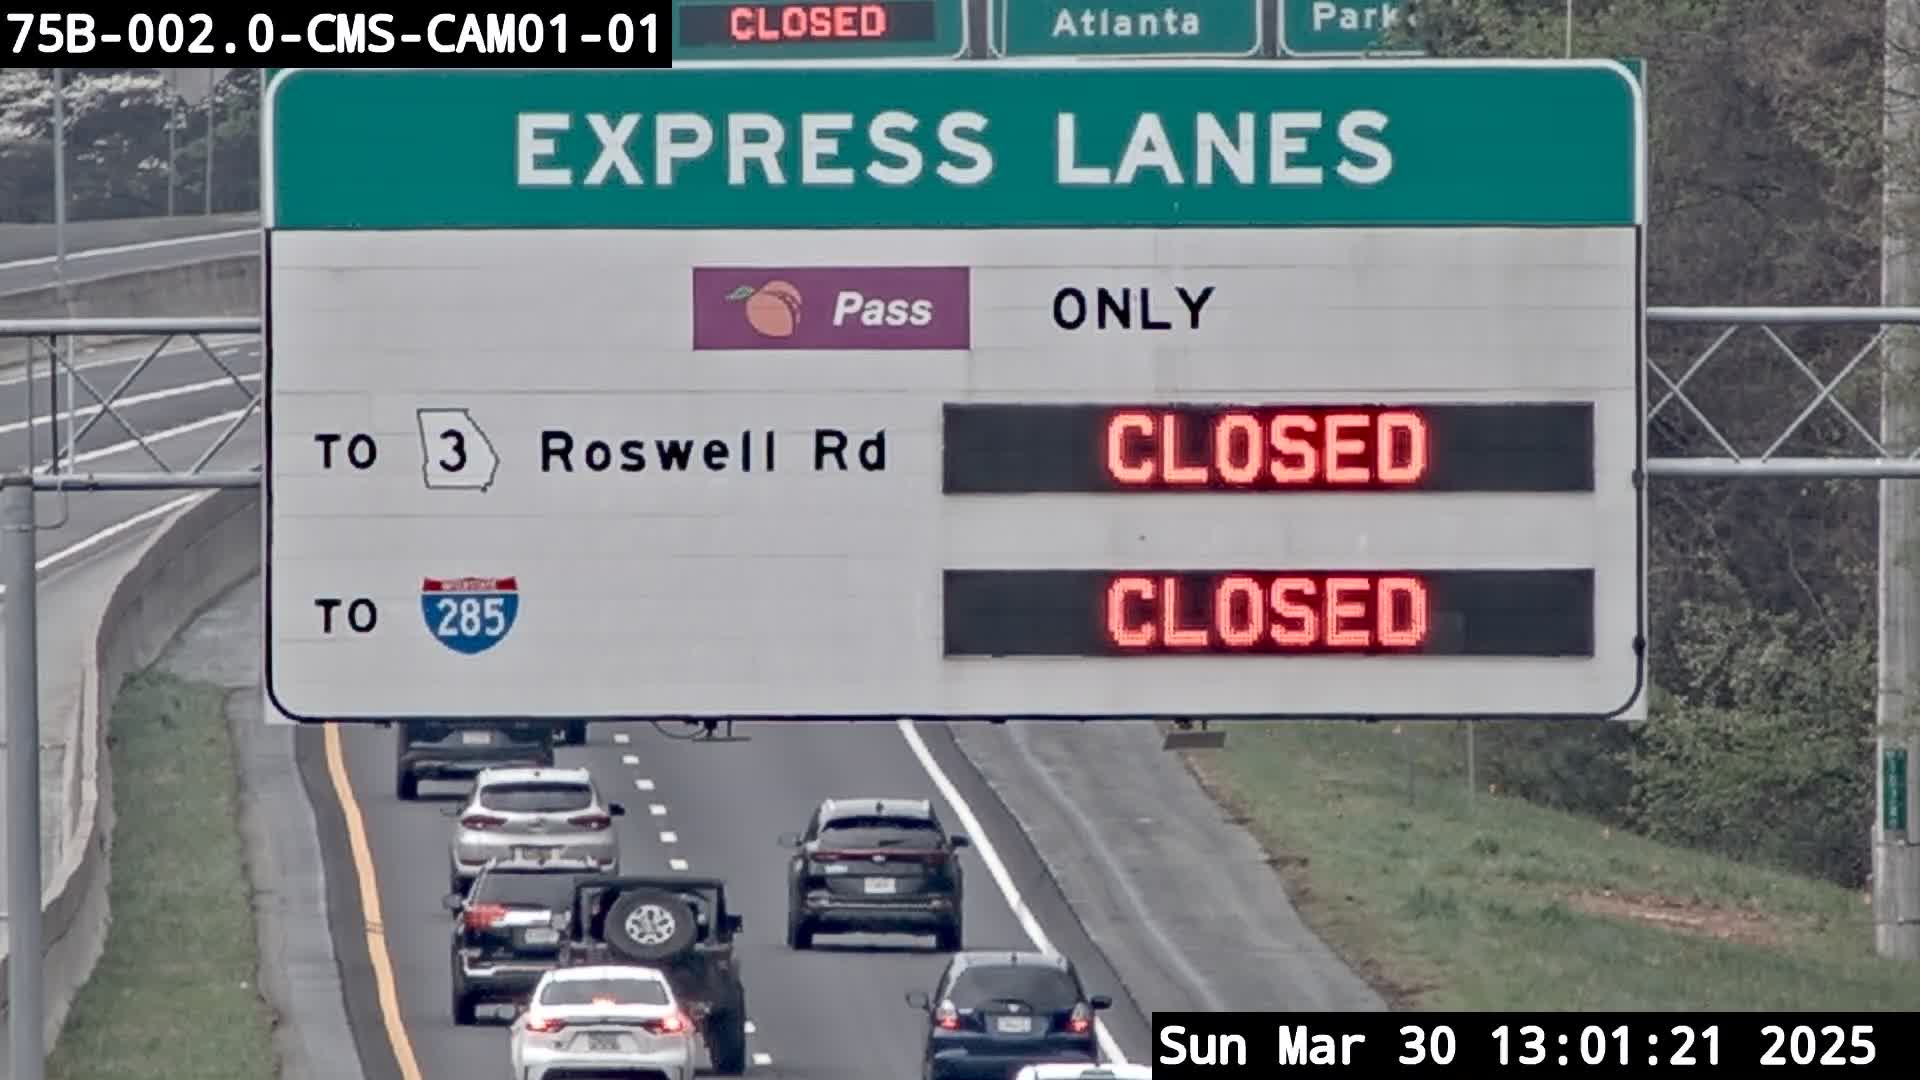 75B-002.0-CMS-CAM01-01
CLOSED
Atlanta
Park
EXPRESS LANES
Pass ONLY
TO 3 Roswell Rd CLOSED
TO 285 CLOSED
Sun Mar 30 13:01:21 2025